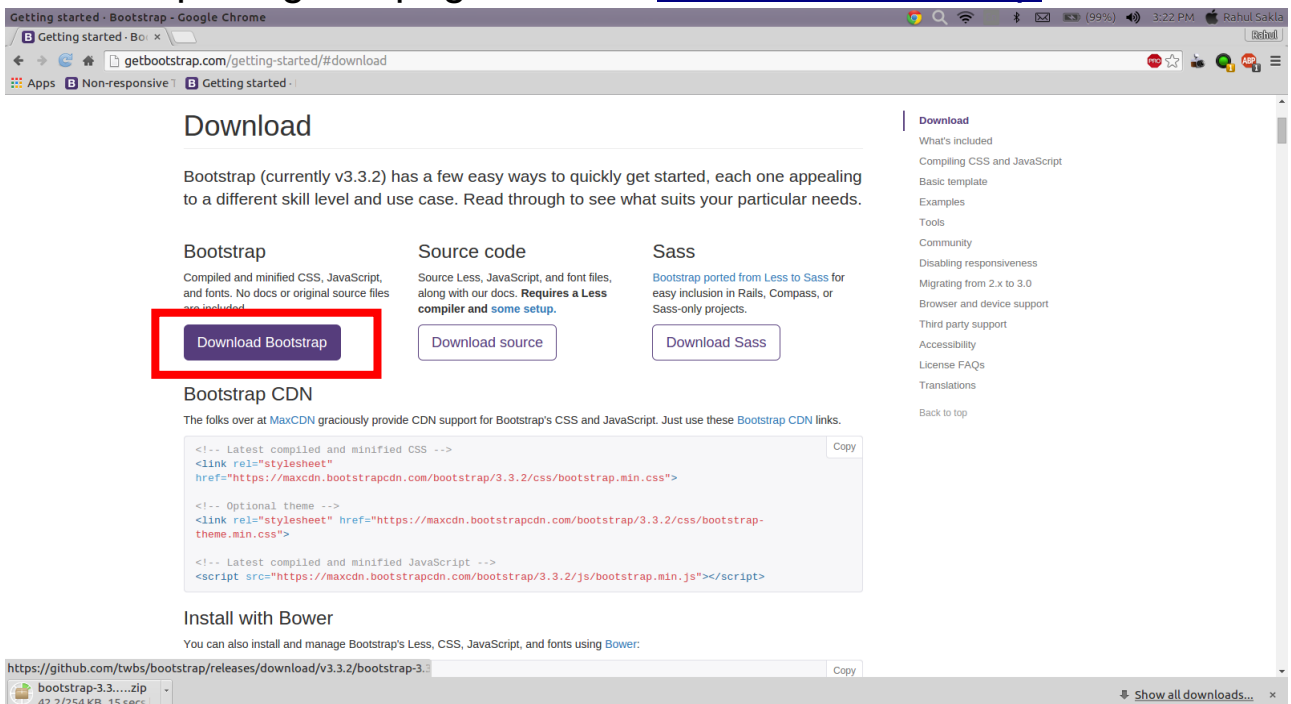 Getting started · Bootstrap - Google Chrome
(99%) 3:22 PM Rahul Sakla
B Getting started · Bo × Rahul
getbootstrap.com/getting-started/#download
Apps B Non-responsive T B Getting started ·
Download
Bootstrap (currently v3.3.2) has a few easy ways to quickly get started, each one appealing
to a different skill level and use case. Read through to see what suits your particular needs.
Bootstrap
Compiled and minified CSS, JavaScript,
and fonts. No docs or original source files
are included.
Download Bootstrap
Source code
Source Less, JavaScript, and font files,
along with our docs. Requires a Less
compiler and some setup.
Download source
Sass
Bootstrap ported from Less to Sass for
easy inclusion in Rails, Compass, or
Sass-only projects.
Download Sass
Bootstrap CDN
The folks over at MaxCDN graciously provide CDN support for Bootstrap's CSS and JavaScript. Just use these Bootstrap CDN links.
Copy
<!-- Latest compiled and minified CSS -->
<link rel="stylesheet"
href="https://maxcdn.bootstrapcdn.com/bootstrap/3.3.2/css/bootstrap.min.css">
<!-- Optional theme -->
<link rel="stylesheet" href="https://maxcdn.bootstrapcdn.com/bootstrap/3.3.2/css/bootstrap-
theme.min.css">
<!-- Latest compiled and minified JavaScript -->
<script src="https://maxcdn.bootstrapcdn.com/bootstrap/3.3.2/js/bootstrap.min.js"></script>
Install with Bower
You can also install and manage Bootstrap's Less, CSS, JavaScript, and fonts using Bower:
Copy
Download
What's included
Compiling CSS and JavaScript
Basic template
Examples
Tools
Community
Disabling responsiveness
Migrating from 2.x to 3.0
Browser and device support
Third party support
Accessibility
License FAQs
Translations
Back to top
https://github.com/twbs/bootstrap/releases/download/v3.3.2/bootstrap-3.3
bootstrap-3.3.....zip
42.2/254 KB, 15 secs
Show all downloads... ×